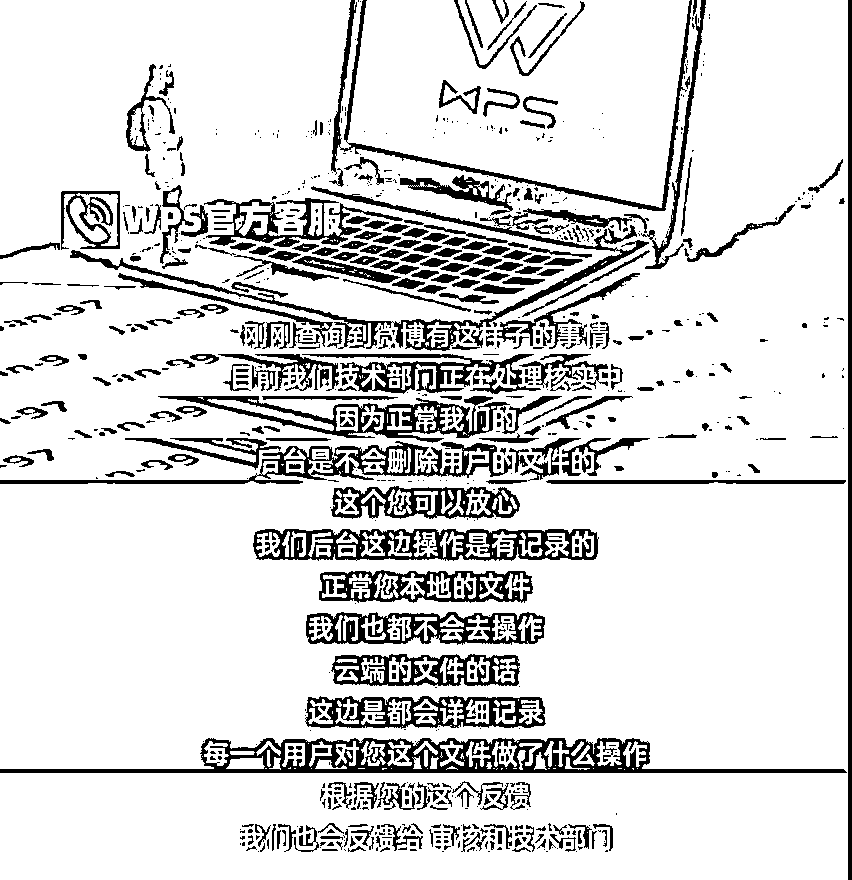 WPS
WPS官方客服
刚刚查询到微博有这样子的事情
目前我们技术部门正在处理核实中
因为正常我们的
后台是不会删除用户的文件的
这个您可以放心
我们后台这边操作是有记录的
正常您本地的文件
我们也都不会去操作
云端的文件的话
这边是都会详细记录
每一个用户对您这个文件做了什么操作
根据您的这个反馈
我们也会反馈给 审核和技术部门